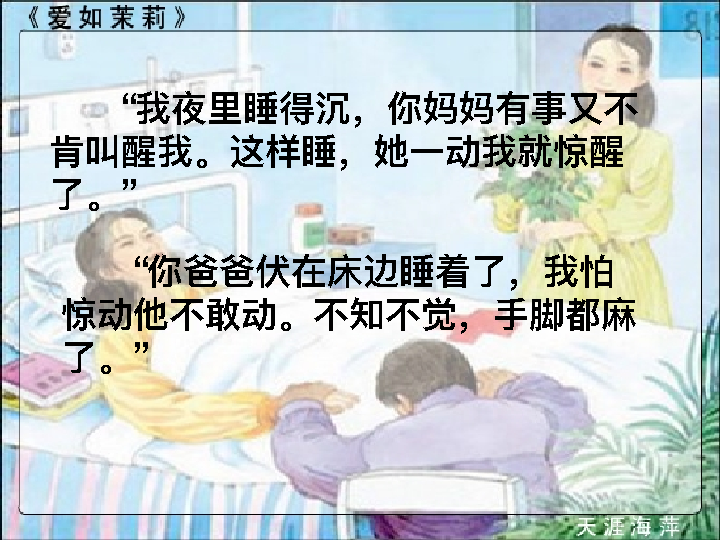 《爱如茉莉》
“我夜里睡得沉，你妈妈有事又不
肯叫醒我。这样睡，她一动我就惊醒
了。”
“你爸爸伏在床边睡着了，我怕
惊动他不敢动。不知不觉，手脚都麻
了。”
天涯海萍